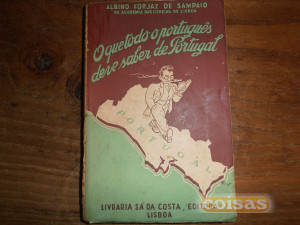 ALBINO FORJAZ DE SAMPAIO
DA ACADEMIA DAS CIÊNCIAS DE LISBOA
O que todo o português
deve saber de Portugal
PORTUGAL
LIVRARIA SÁ DA COSTA, EDITORA
LISBOA
coisas